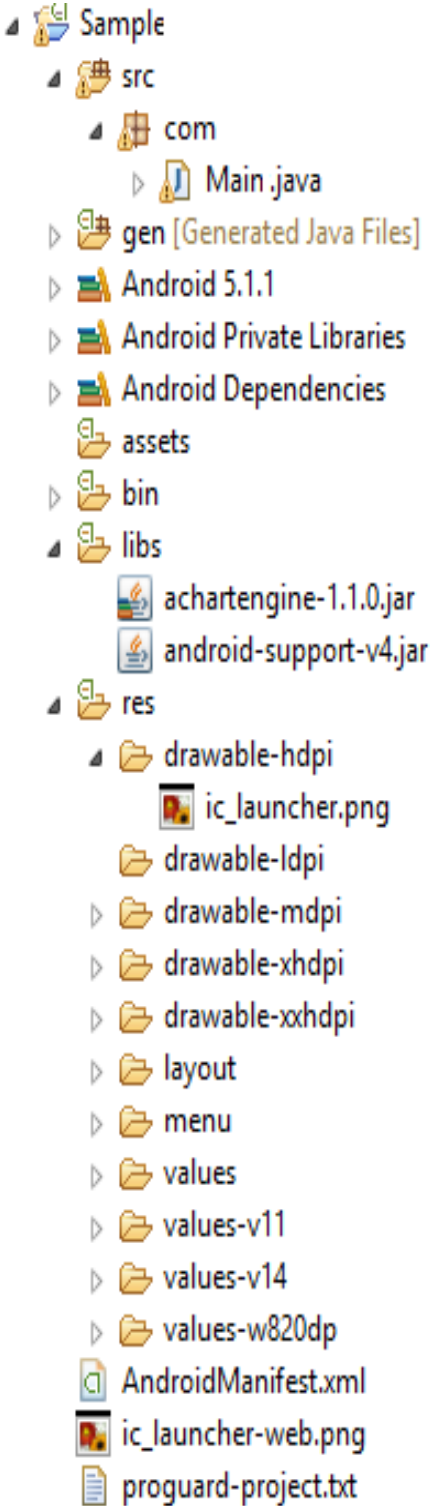 Sample
src
com
Main .java
gen [Generated Java Files]
Android 5.1.1
Android Private Libraries
Android Dependencies
assets
bin
libs
achartengine-1.1.0.jar
android-support-v4.jar
res
drawable-hdpi
ic_launcher.png
drawable-ldpi
drawable-mdpi
drawable-xhdpi
drawable-xxhdpi
layout
menu
values
values-v11
values-v14
values-w820dp
AndroidManifest.xml
ic_launcher-web.png
proguard-project.txt